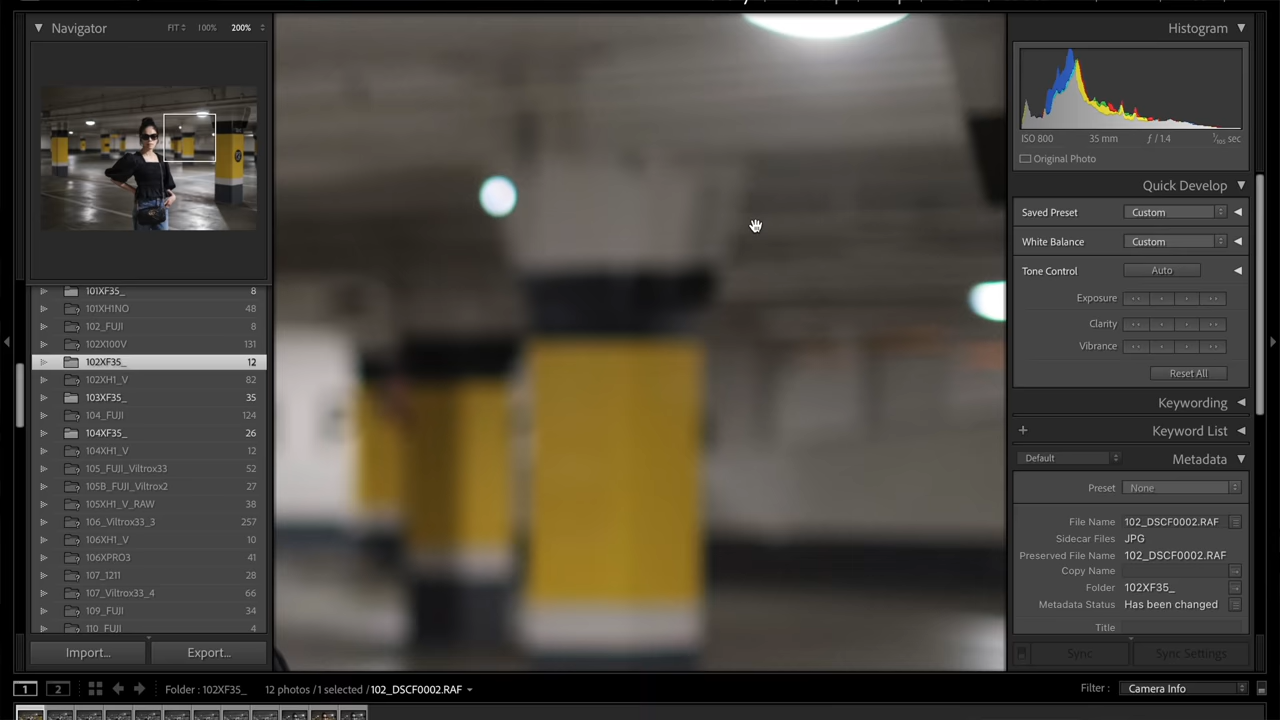 Navigator FIT 100% 200%
101XF35_ 8
101XH1NO 48
102_FUJI 8
102X100V 131
102XF35_ 12
102XH1_V 82
103XF35_ 35
104_FUJI 124
104XF35_ 26
104XH1_V 12
105_FUJI_Viltrox33 52
105B_FUJI_Viltrox2 27
105XH1_V_RAW 38
106_Viltrox33_3 257
106XH1_V 10
106XPRO3 41
107_1211 28
107_Viltrox33_4 66
109_FUJI 34
110_FUJI 4
Import... Export...
Histogram
ISO 800 35 mm ƒ / 1.4
Original Photo
Quick Develop
Saved Preset Custom
White Balance Custom
Tone Control Auto
Exposure
Clarity
Vibrance
Reset All
Keywording
+ Keyword List
Default Metadata
Preset None
File Name 102_DSCF0002.RAF
Sidecar Files JPG
Preserved File Name 102_DSCF0002.RAF
Copy Name
Folder 102XF35_
Metadata Status Has been changed
Title
Sync Sync Settings
1 2 Folder : 102XF35_ 12 photos / 1 selected / 102_DSCF0002.RAF Filter : Camera Info